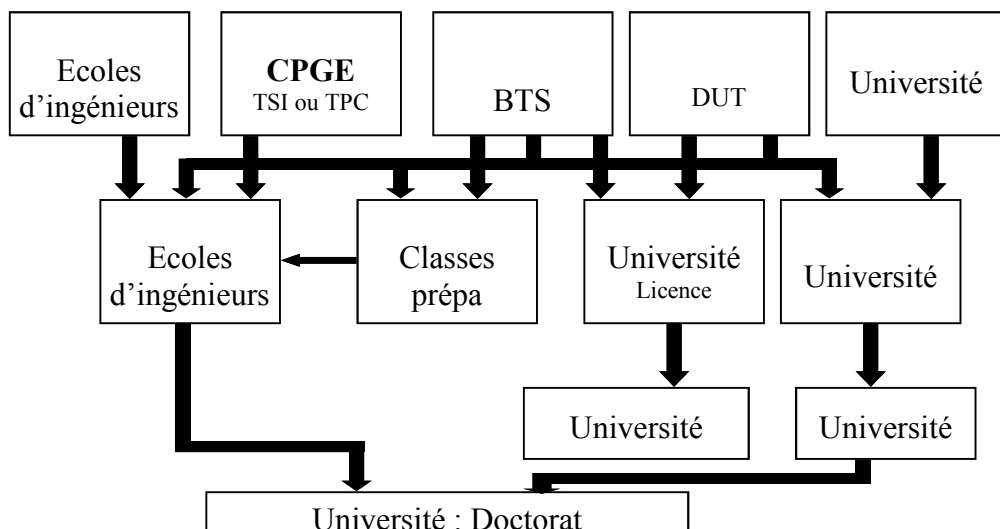 Ecoles
d'ingénieurs
CPGE
TSI ou TPC
BTS
DUT
Université
Ecoles
d'ingénieurs
Classes
prépa
Université
Licence
Université
Université
Université
Université : Doctorat